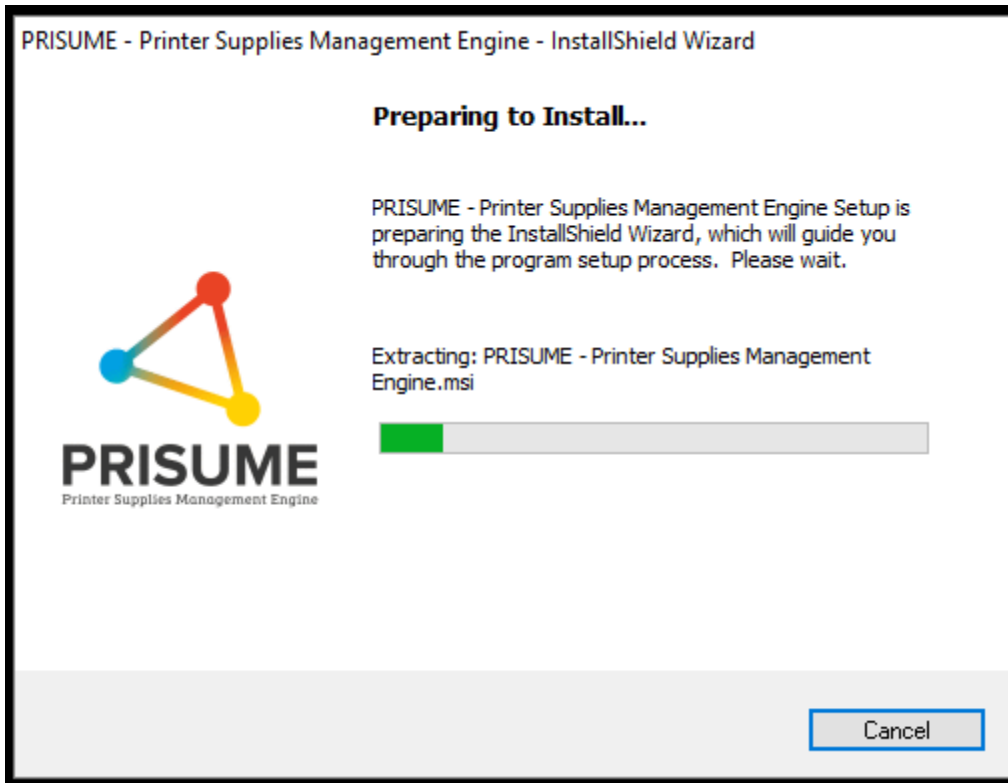 PRISUME - Printer Supplies Management Engine - InstallShield Wizard
Preparing to Install...
PRISUME - Printer Supplies Management Engine Setup is
preparing the InstallShield Wizard, which will guide you
through the program setup process.  Please wait.
Extracting: PRISUME - Printer Supplies Management
Engine.msi
PRISUME
Printer Supplies Management Engine
Cancel